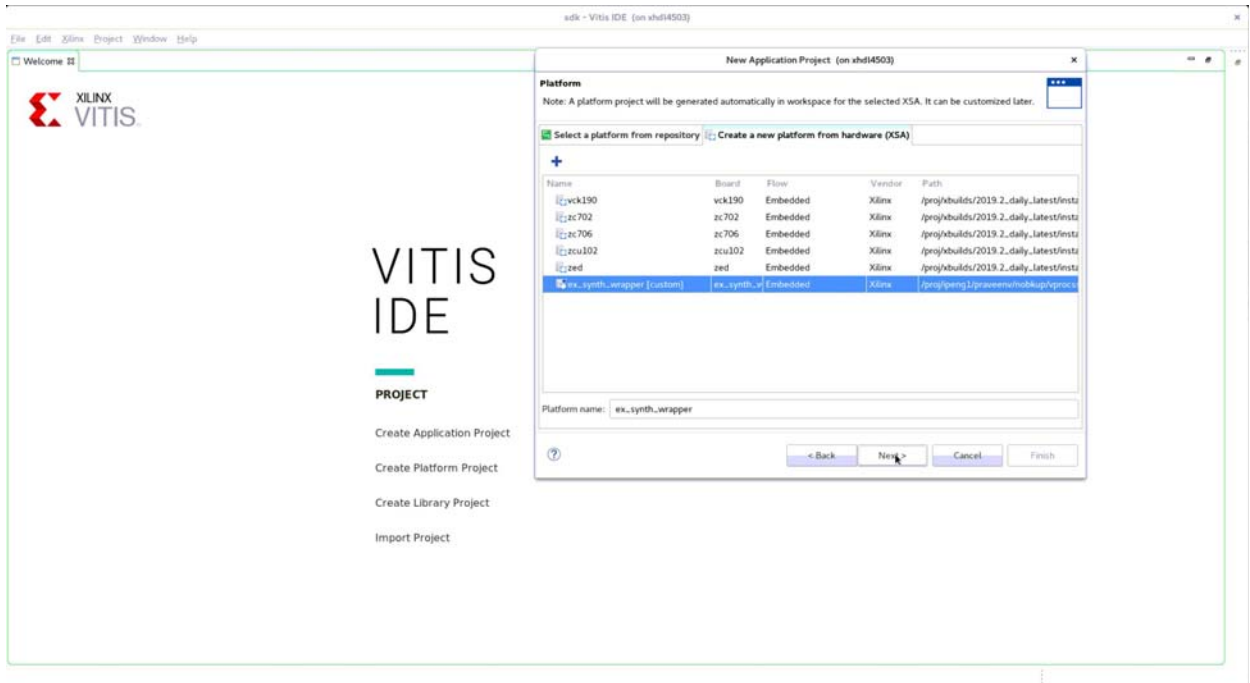 sdk - Vitis IDE (on xhdl4503)
File Edit Xilinx Project Window Help
Welcome
XILINX
VITIS
VITIS
IDE
PROJECT
Create Application Project
Create Platform Project
Create Library Project
Import Project
New Application Project (on xhdl4503)
Platform
Note: A platform project will be generated automatically in workspace for the selected XSA. It can be customized later.
Select a platform from repository Create a new platform from hardware (XSA)
Name Board Flow Vendor Path
vck190 vck190 Embedded Xilinx /proj/xbuilds/2019.2_daily_latest/insta
zc702 zc702 Embedded Xilinx /proj/xbuilds/2019.2_daily_latest/insta
zc706 zc706 Embedded Xilinx /proj/xbuilds/2019.2_daily_latest/insta
zcu102 zcu102 Embedded Xilinx /proj/xbuilds/2019.2_daily_latest/insta
zed zed Embedded Xilinx /proj/xbuilds/2019.2_daily_latest/insta
ex_synth_wrapper [custom] ex_synth_w Embedded Xilinx /proj/ipeng1/praveenv/nobkup/vprocs
Platform name: ex_synth_wrapper
< Back Next > Cancel Finish